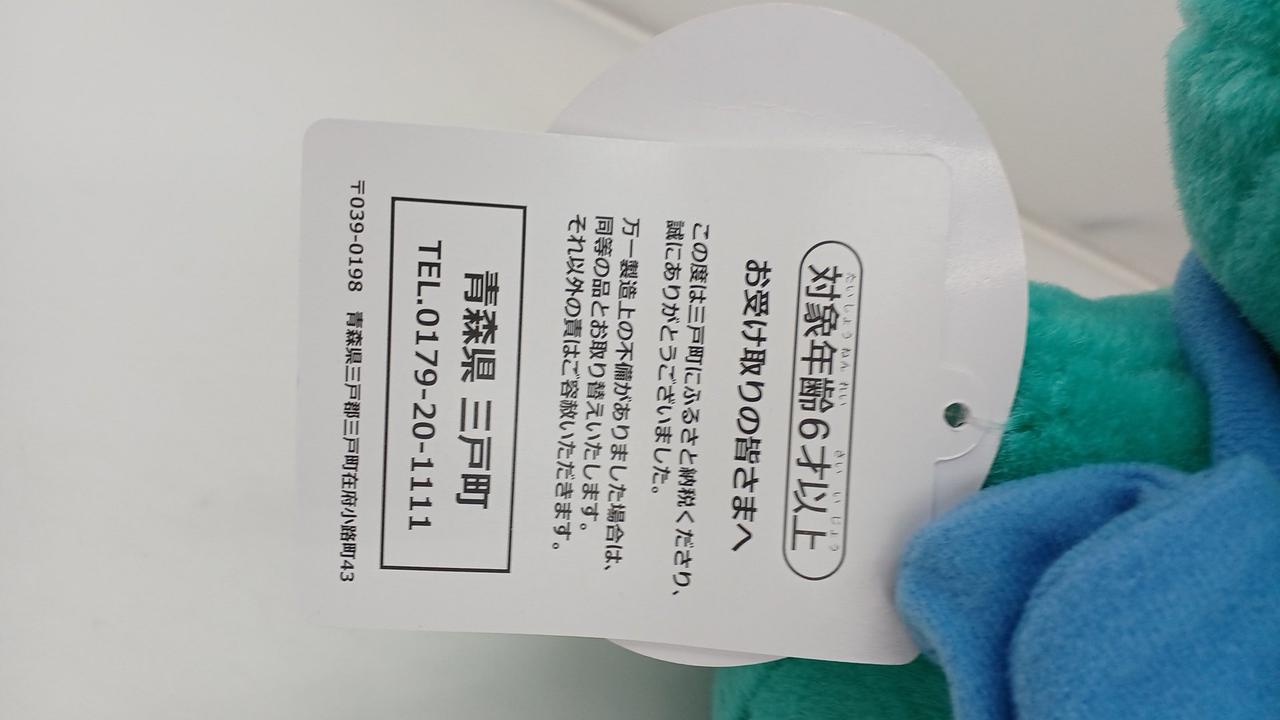 対象年齢6才以上
お受け取りの皆さまへ
この度は三戸町にふるさと納税くださり、
誠にありがとうございました。
万一製造上の不備がありました場合は、
同等の品とお取り替えいたします。
それ以外の責はご容赦いただきます。
青森県 三戸町
TEL.0179-20-1111
〒039-0198 青森県三戸郡三戸町在府小路町43